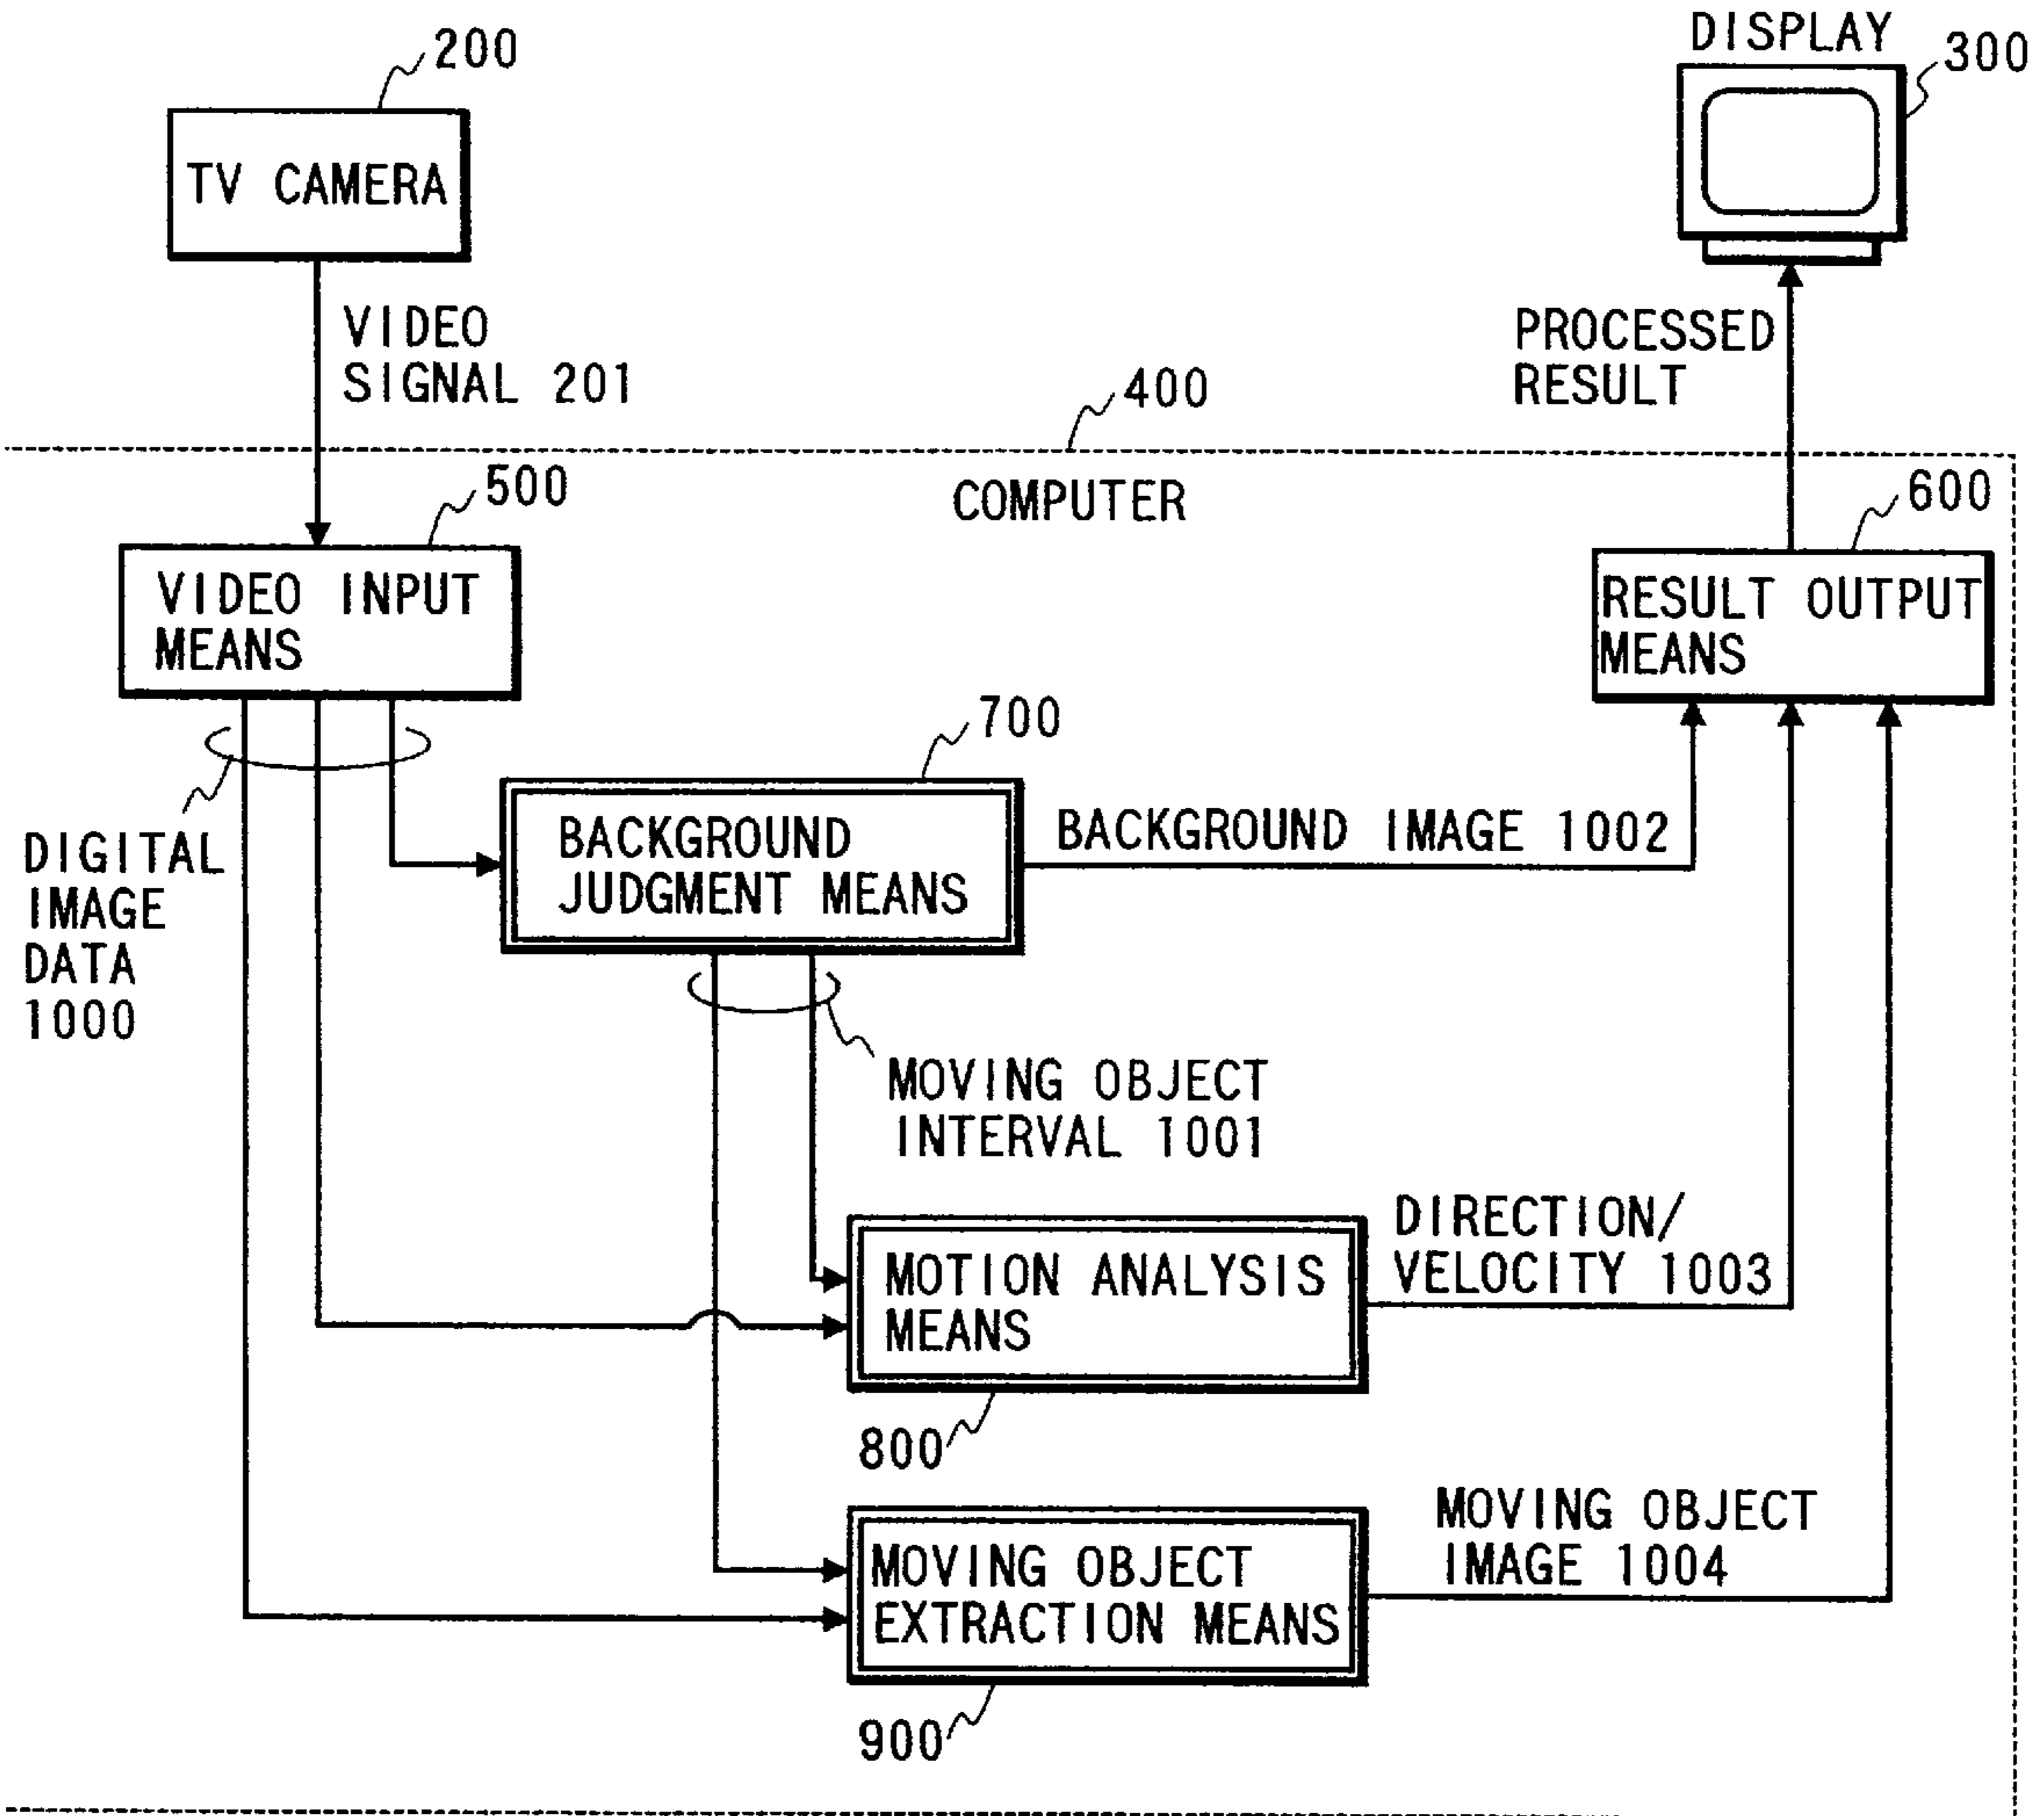 DISPLAY
200
300
TV CAMERA
VIDEO
SIGNAL 201
PROCESSED
RESULT
400
COMPUTER
500
600
VIDEO INPUT
MEANS
RESULT OUTPUT
MEANS
700
DIGITAL
IMAGE
DATA
1000
BACKGROUND
JUDGMENT MEANS
BACKGROUND IMAGE 1002
MOVING OBJECT
INTERVAL 1001
MOTION ANALYSIS
MEANS
DIRECTION/
VELOCITY 1003
800
MOVING OBJECT
EXTRACTION MEANS
MOVING OBJECT
IMAGE 1004
900